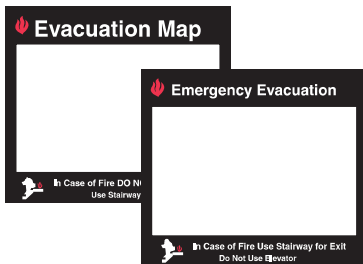 Evacuation Map
In Case of Fire DO
Use Stairway
Emergency Evacuation
In Case of Fire Use Stairway for Exit
Do Not Use Elevator